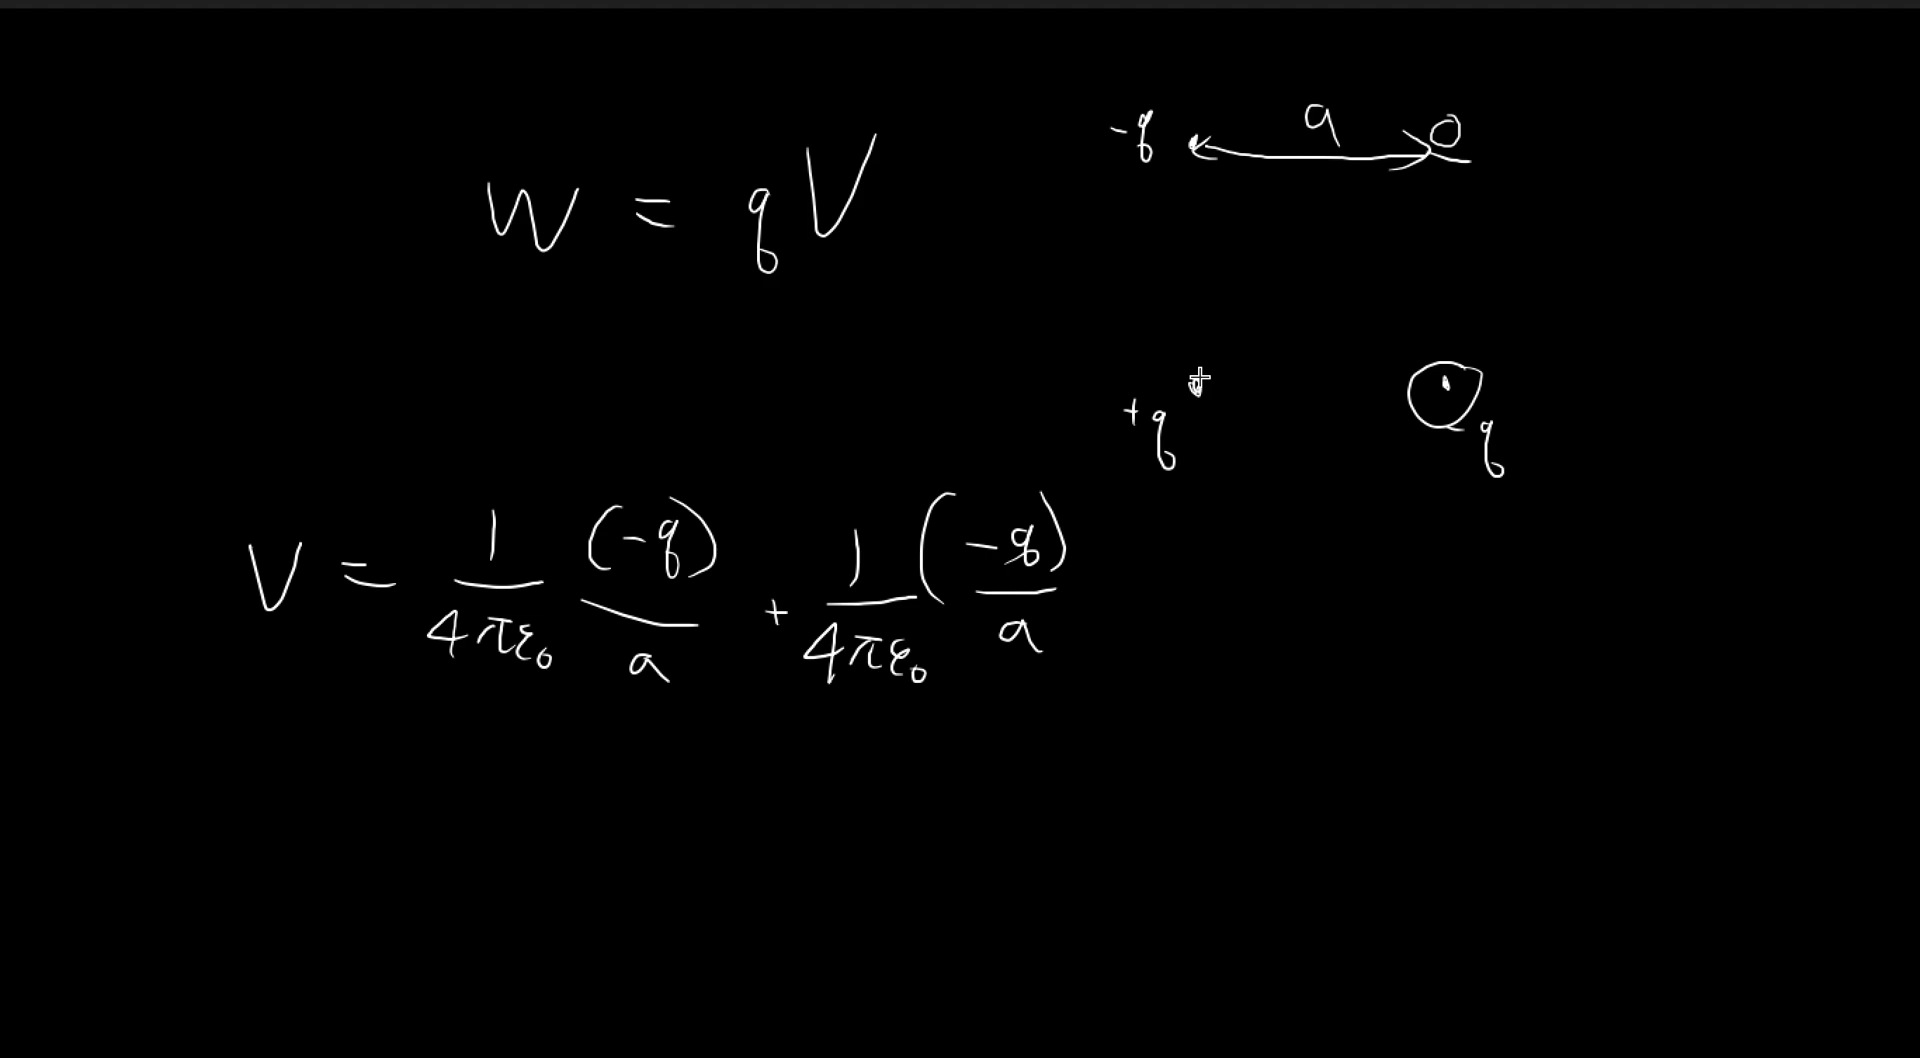 -q a
W = qV
+q q
V = 1/4πε₀ (-q)/a + 1/4πε₀ (-q)/a